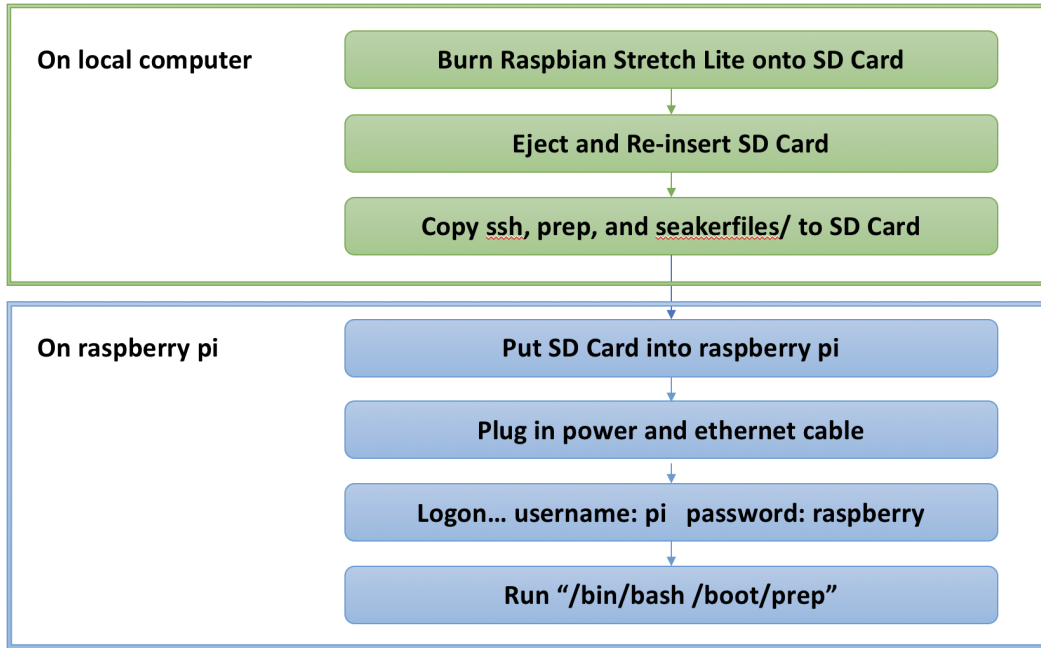 On local computer
Burn Raspbian Stretch Lite onto SD Card
Eject and Re-insert SD Card
Copy ssh, prep, and seakerfiles/ to SD Card
On raspberry pi
Put SD Card into raspberry pi
Plug in power and ethernet cable
Logon... username: pi   password: raspberry
Run “/bin/bash /boot/prep”